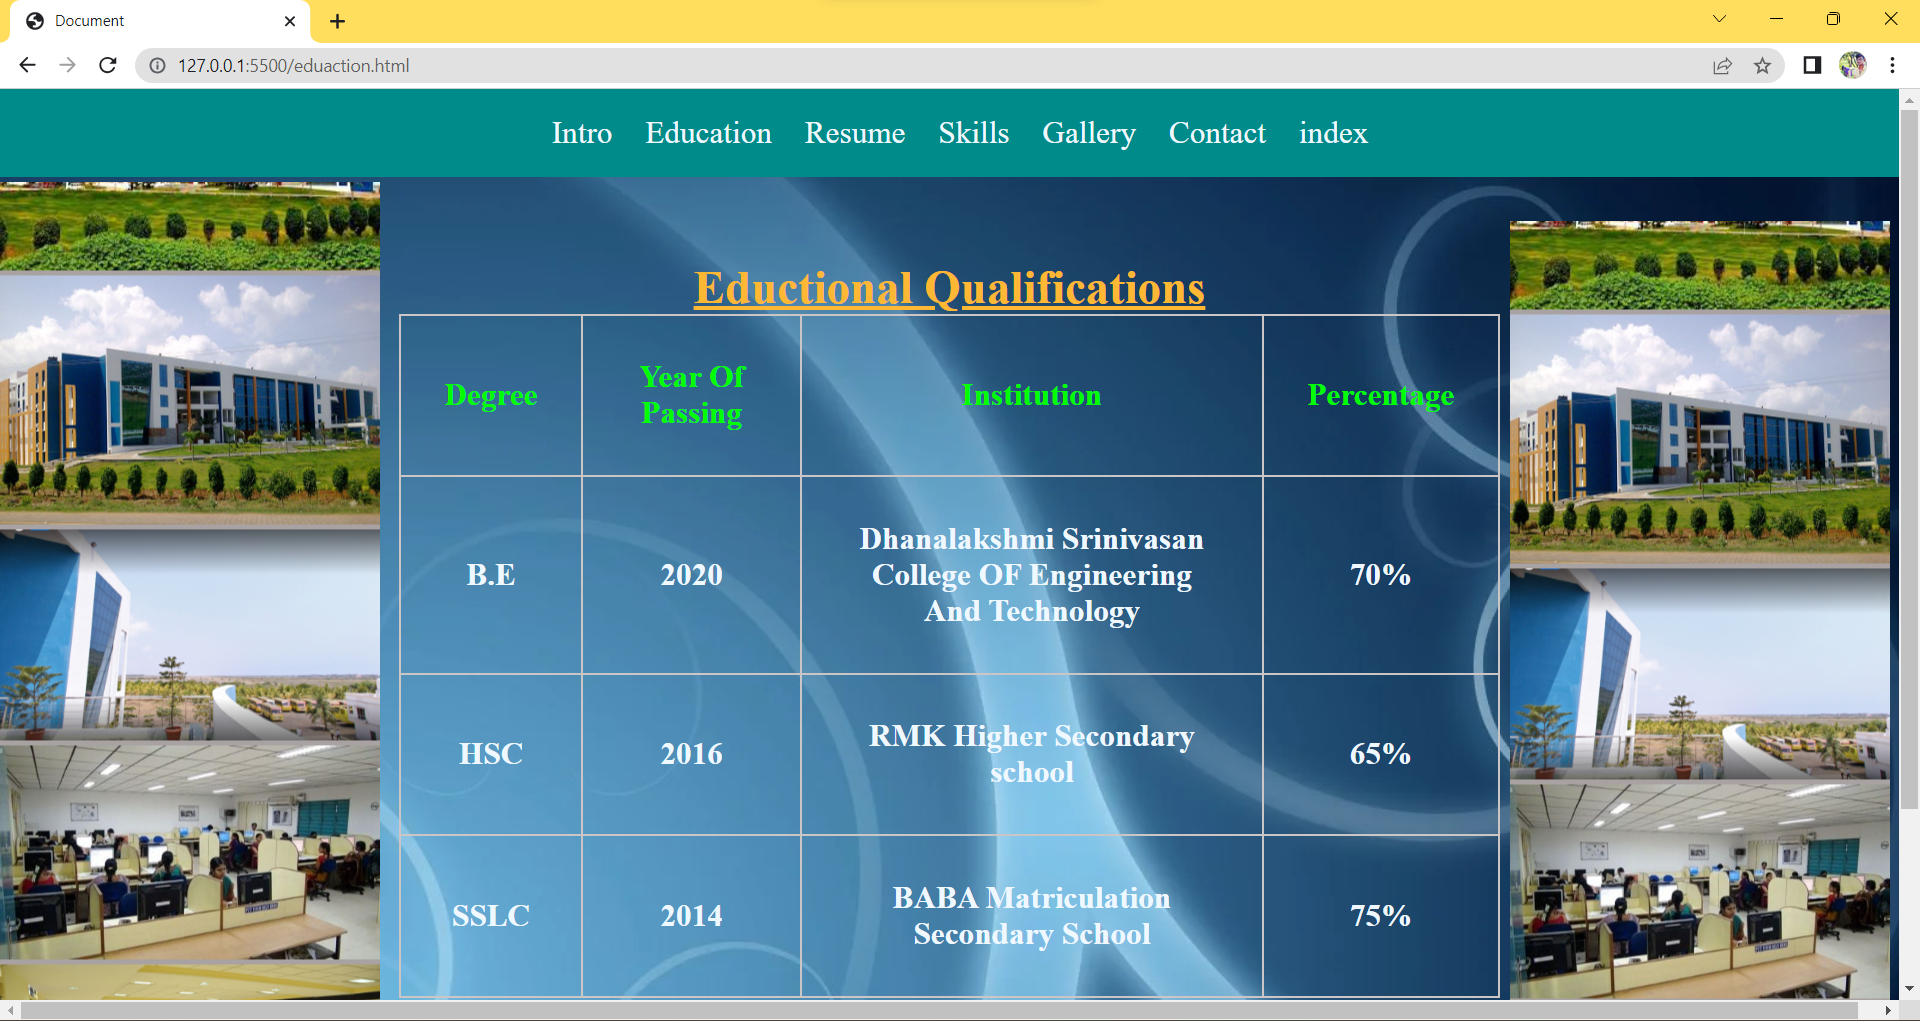 Document
127.0.0.1:5500/eduaction.html
Intro Education Resume Skills Gallery Contact index
Eductional Qualifications
Degree Year Of Passing Institution Percentage
B.E 2020 Dhanalakshmi Srinivasan College OF Engineering And Technology 70%
HSC 2016 RMK Higher Secondary school 65%
SSLC 2014 BABA Matriculation Secondary School 75%